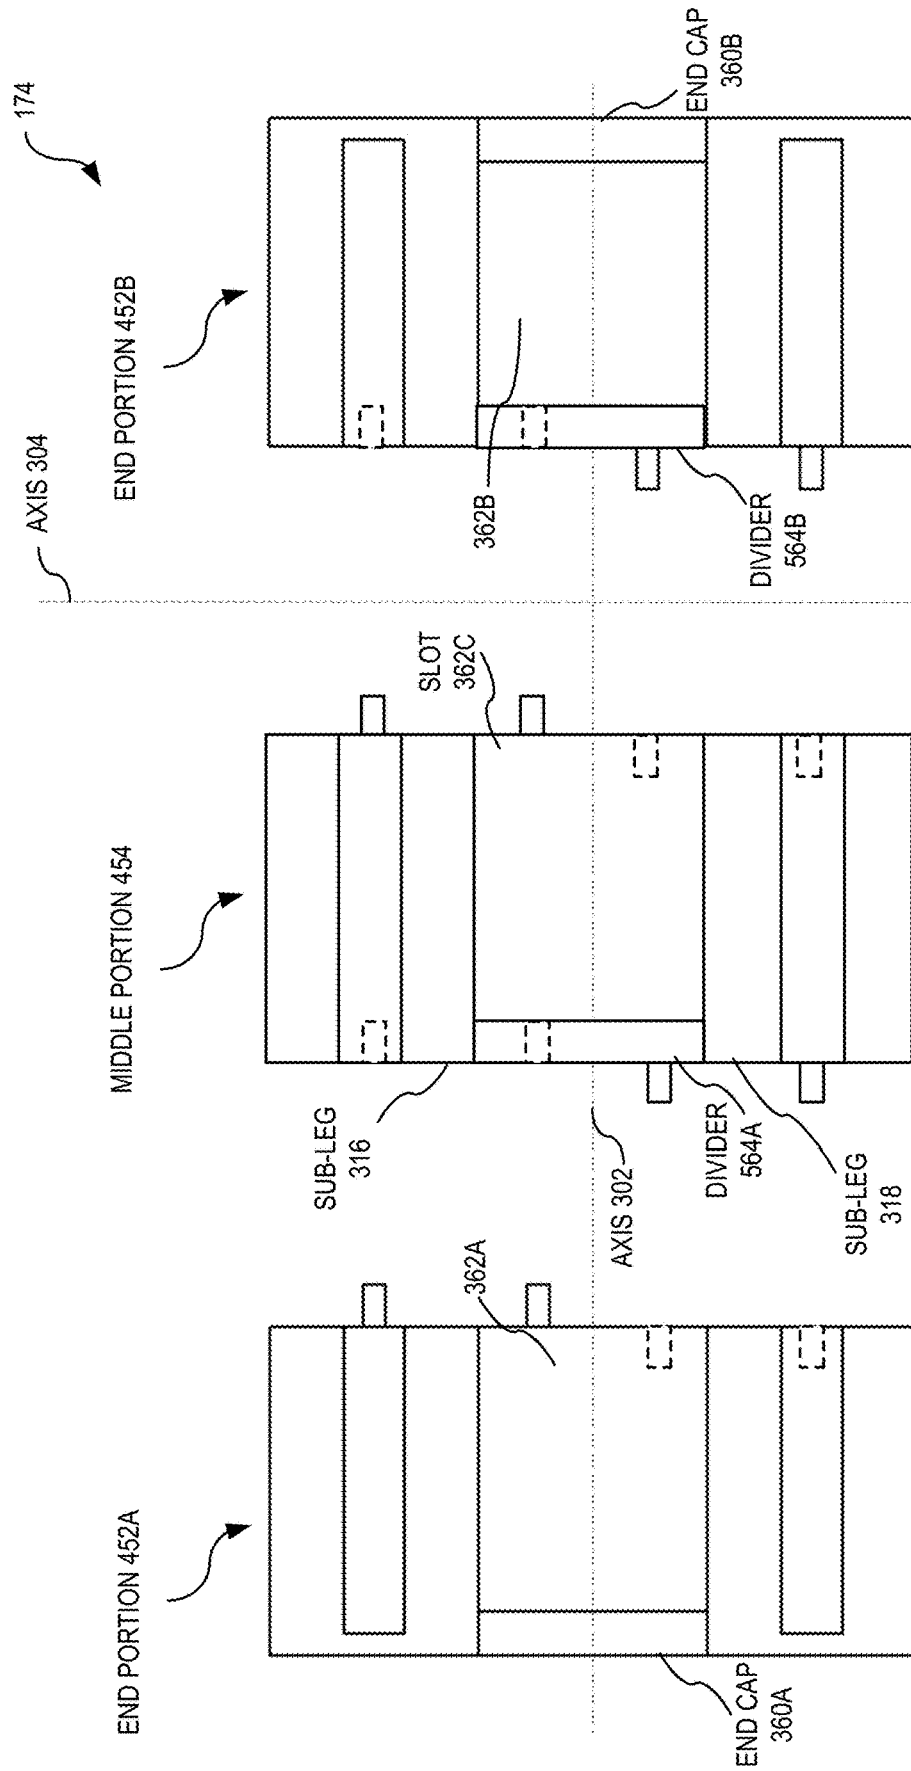 174
AXIS 304
END PORTION 452A
MIDDLE PORTION 454
END PORTION 452B
SUB-LEG
316
362A
SLOT
362C
362B
AXIS 302
END CAP
360A
DIVIDER
564A
SUB-LEG
318
DIVIDER
564B
END CAP
360B